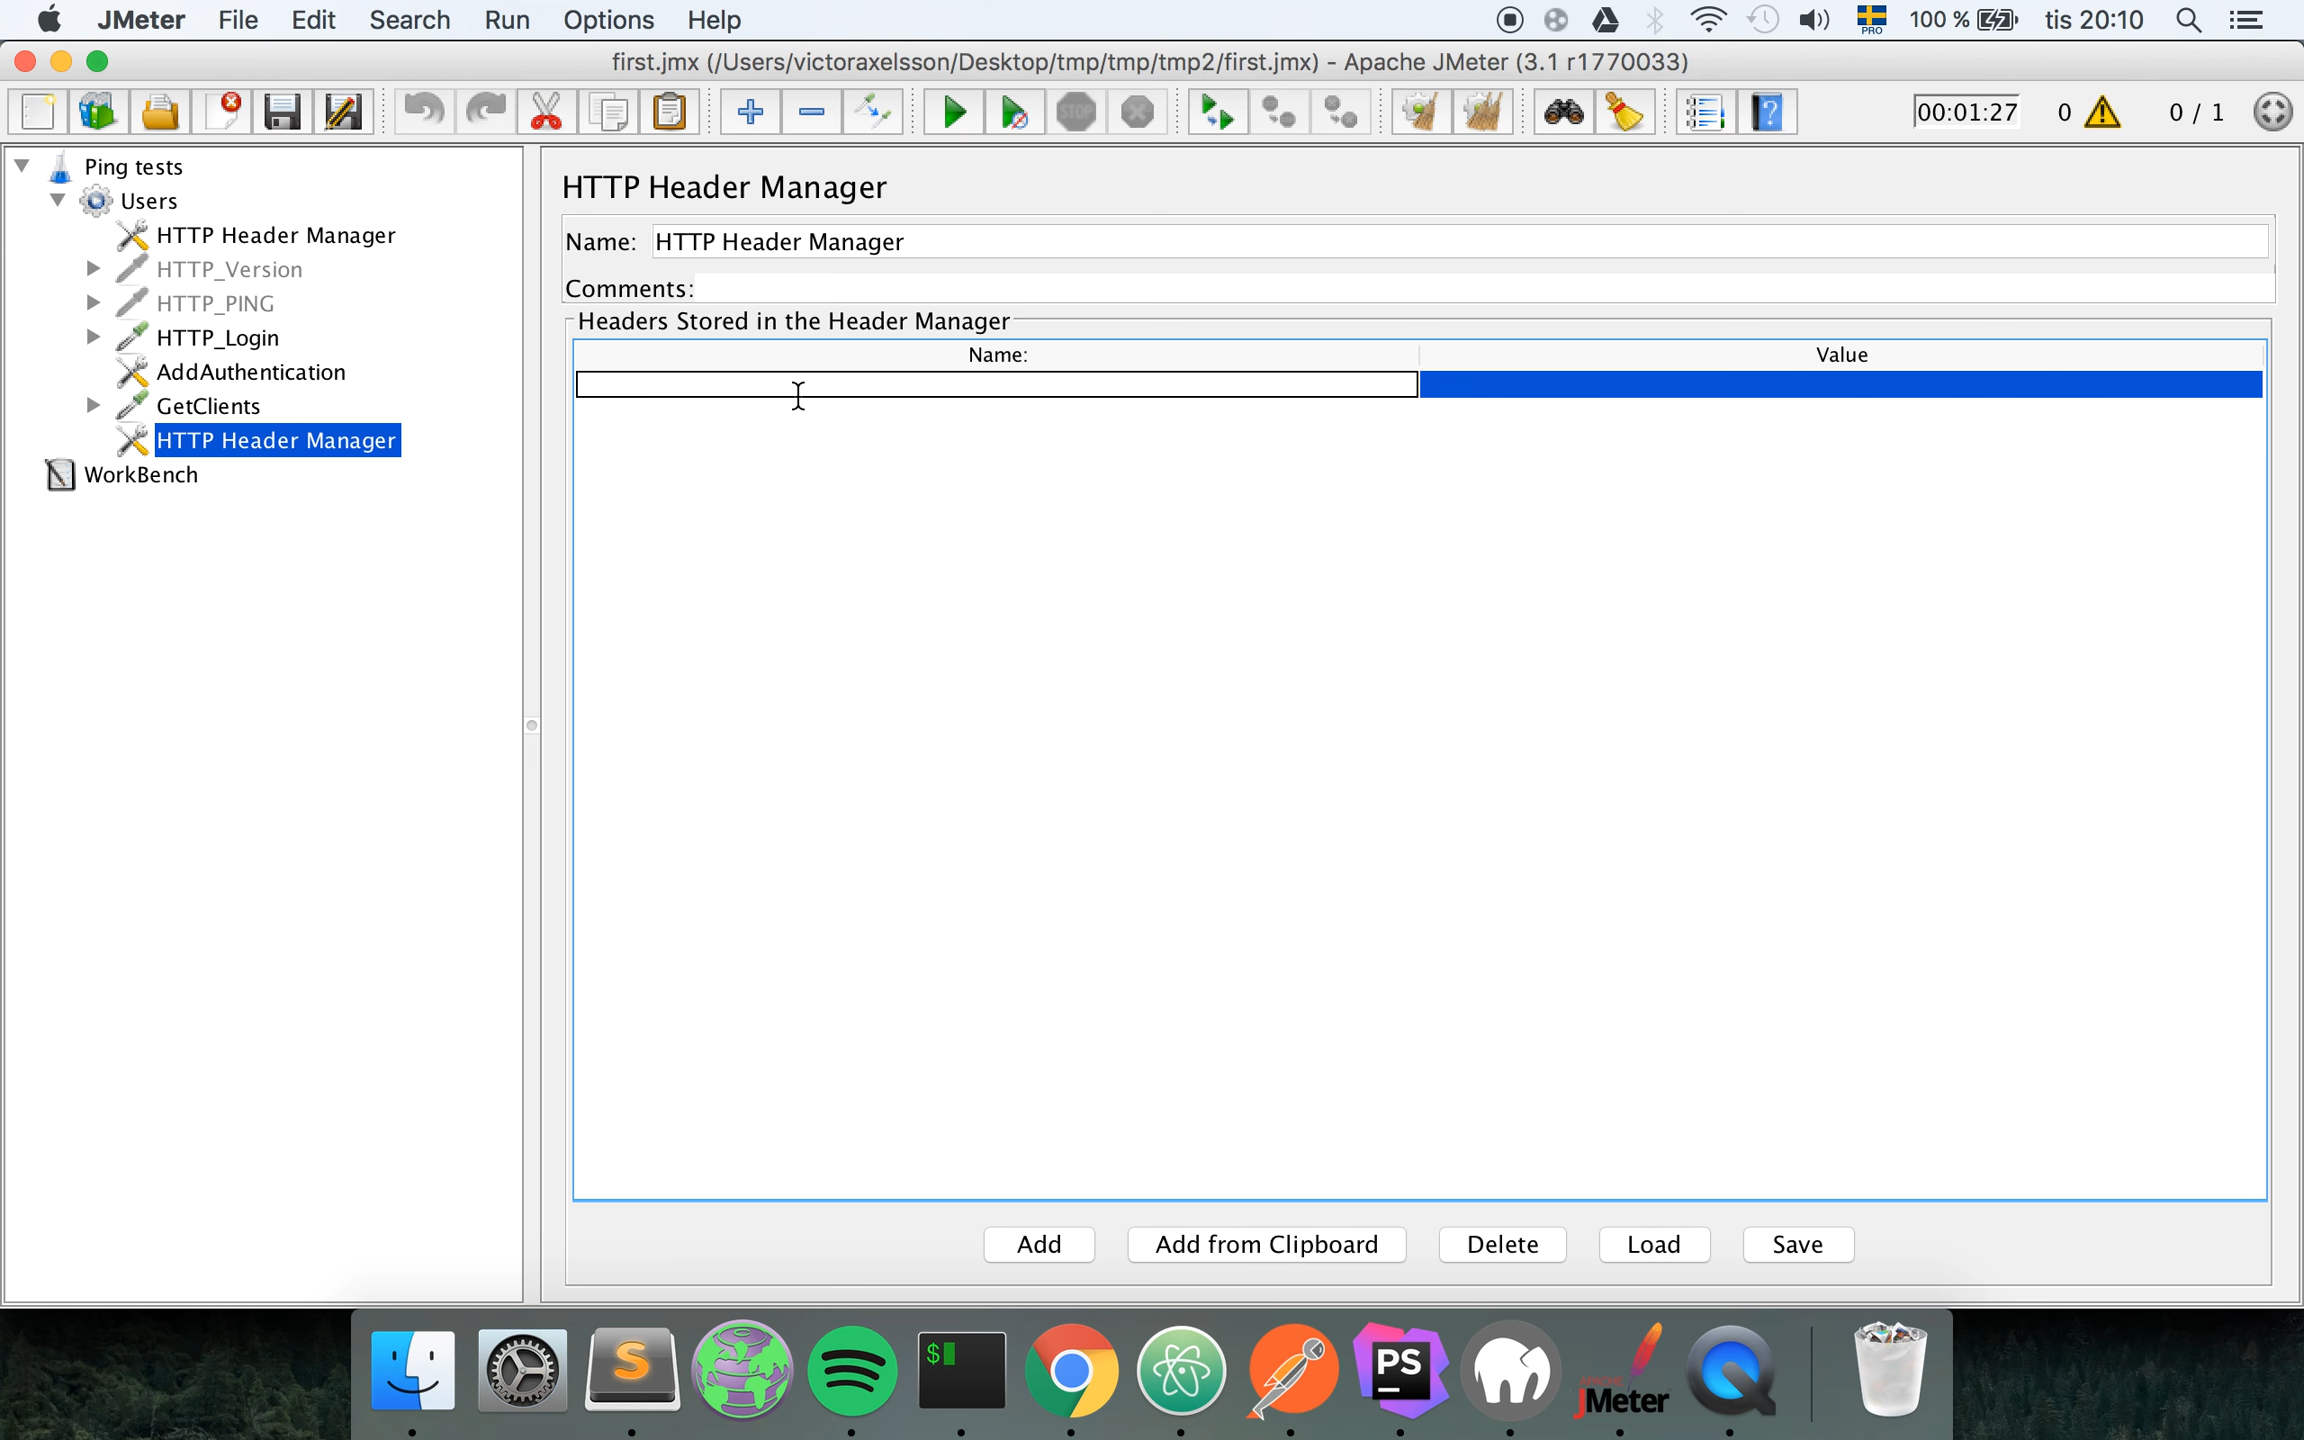 JMeter File Edit Search Run Options Help PRO 100 % tis 20:10
first.jmx (/Users/victoraxelsson/Desktop/tmp/tmp/tmp2/first.jmx) - Apache JMeter (3.1 r1770033)
STOP ? 00:01:27 0 0 / 1
Ping tests
Users
HTTP Header Manager
HTTP_Version
HTTP_PING
HTTP_Login
AddAuthentication
GetClients
HTTP Header Manager
WorkBench
HTTP Header Manager
Name: HTTP Header Manager
Comments:
Headers Stored in the Header Manager
Name: Value
Add Add from Clipboard Delete Load Save
S $ PS APACHE JMeter